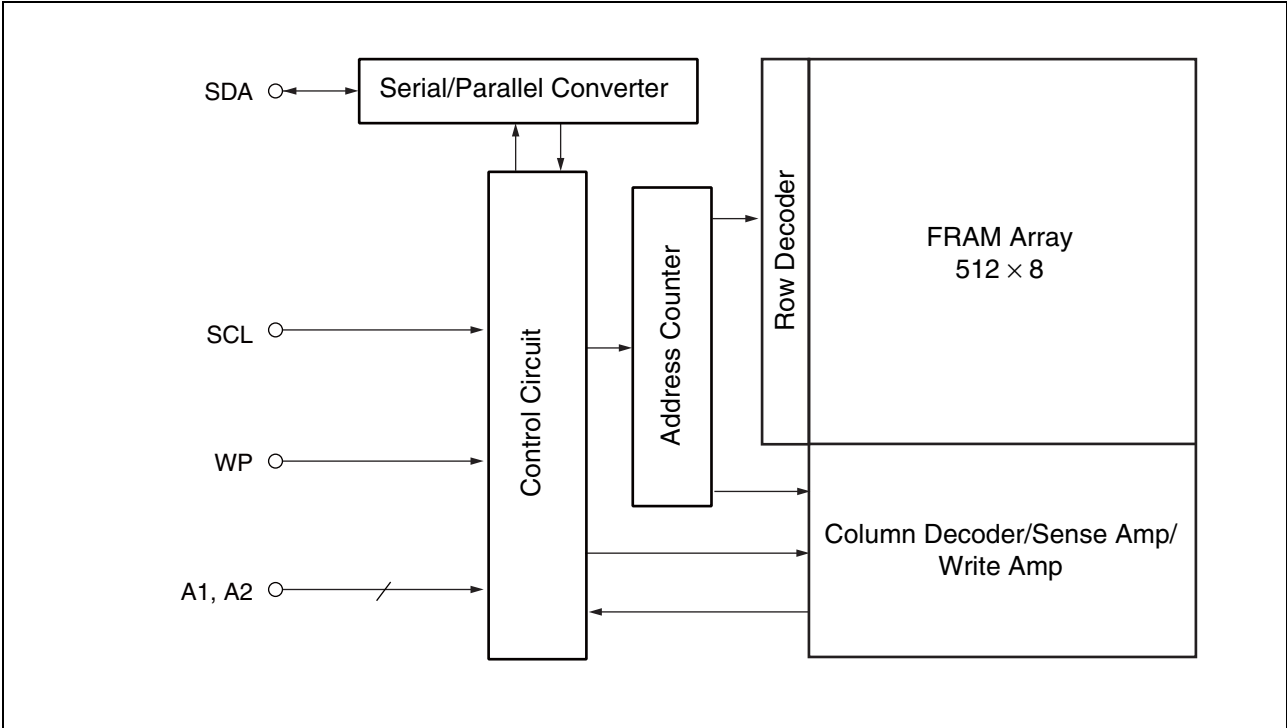 SDA
Serial/Parallel Converter
SCL
WP
A1, A2
Control Circuit
Address Counter
Row Decoder
FRAM Array
512 × 8
Column Decoder/Sense Amp/
Write Amp